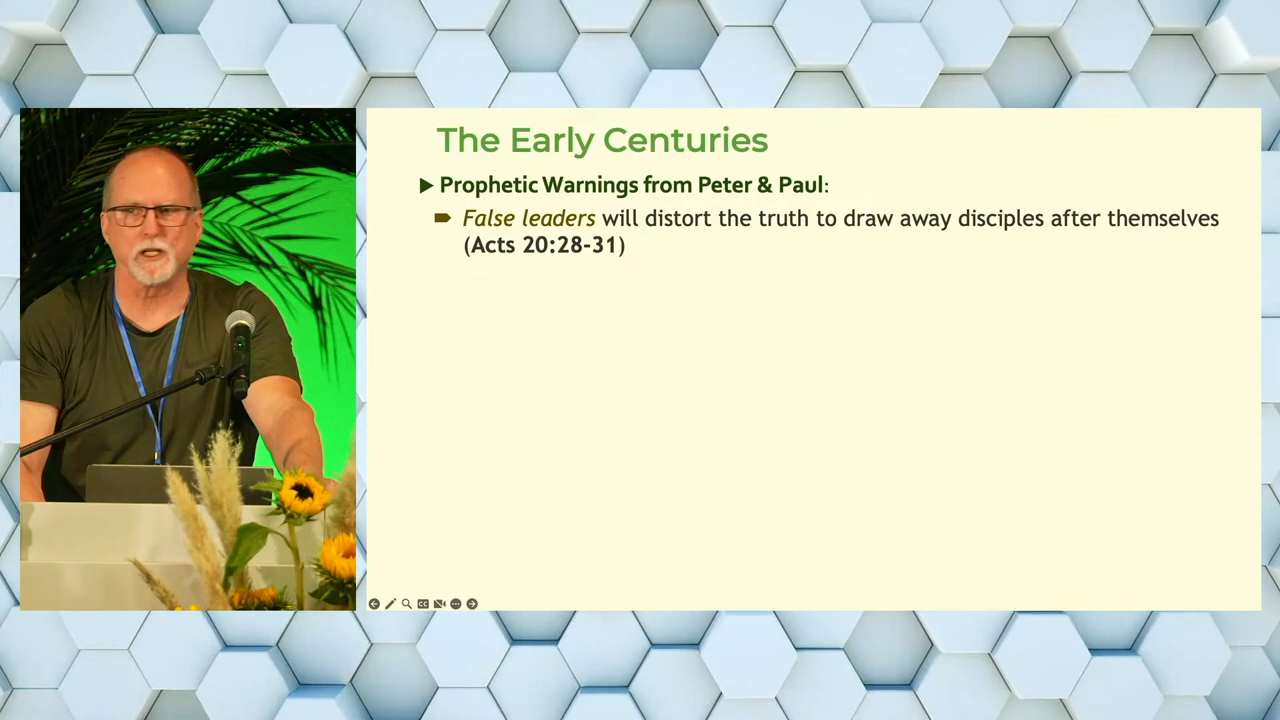 The Early Centuries
Prophetic Warnings from Peter & Paul:
False leaders will distort the truth to draw away disciples after themselves
(Acts 20:28-31)